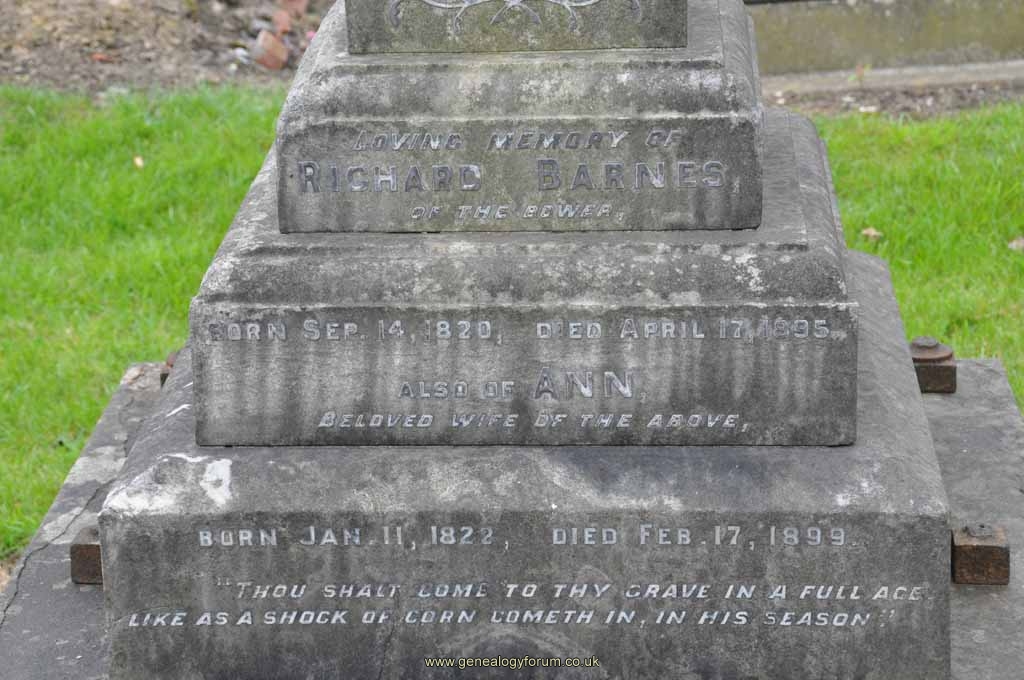 LOVING MEMORY OF
RICHARD BARNES
OF THE BOWER,
BORN SEP. 14, 1820, DIED APRIL 17, 1895.
ALSO OF ANN,
BELOVED WIFE OF THE ABOVE,
BORN JAN. 11, 1822, DIED FEB. 17, 1899.
"THOU SHALT COME TO THY GRAVE IN A FULL AGE
LIKE AS A SHOCK OF CORN COMETH IN, IN HIS SEASON".
www.genealogyforum.co.uk